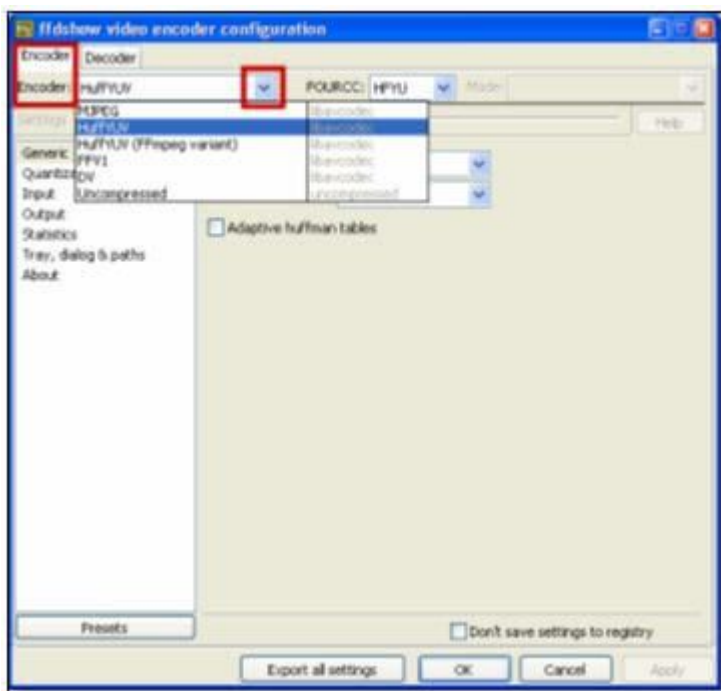 ffdshow video encoder configuration
Encoder Decoder
Encoder: HuffYUV FOURCC: HFYU Mode:
MJPEG libavcodec
Settings Help
HuffYUV libavcodec
HuffYUV (FFmpeg variant) libavcodec
Generic FFV1 libavcodec
DV libavcodec
Input Uncompressed uncompressed
Output
Statistics
Adaptive huffman tables
Tray, dialog & paths
About
Presets
Don't save settings to registry
Export all settings OK Cancel Apply